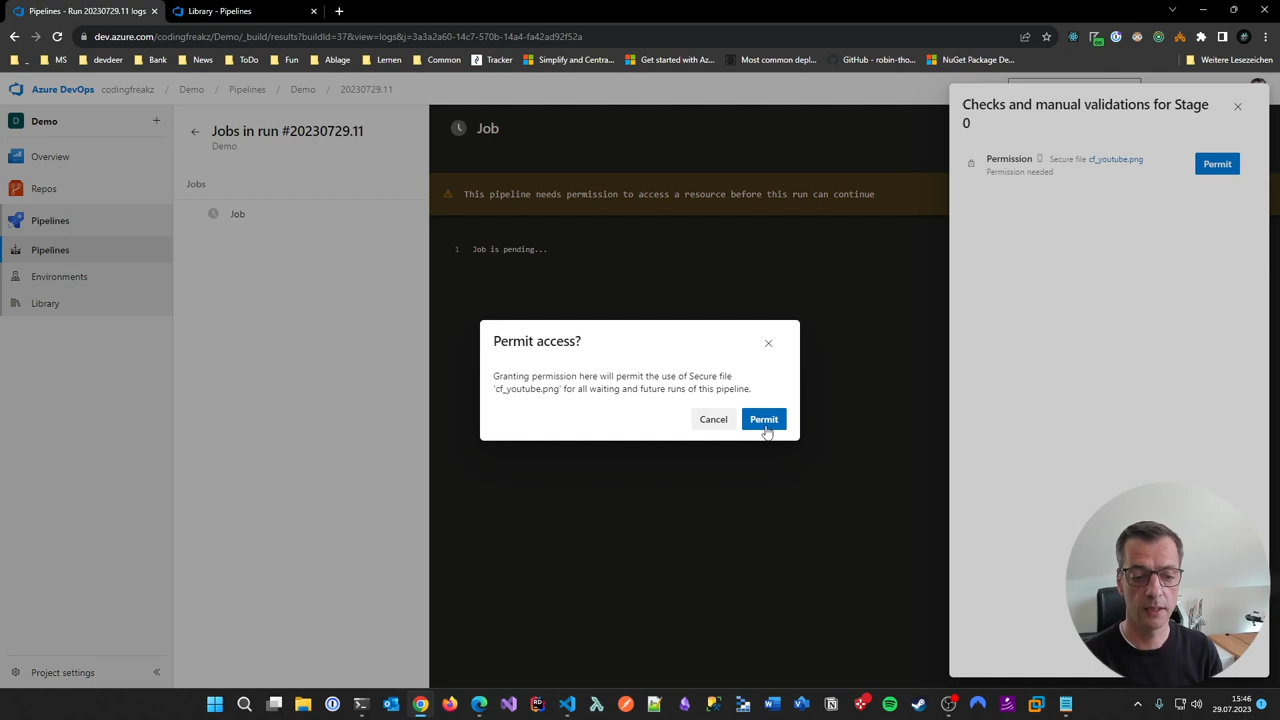 Pipelines - Run 20230729.11 logs
Library - Pipelines
dev.azure.com/codingfreakz/Demo/_build/results?buildId=37&view=logs&j=3a3a2a60-14c7-570b-14a4-fa42ad92f52a
MS
devdeer
Bank
News
ToDo
Fun
Ablage
Lernen
Common
Tracker
Simplify and Centra...
Get started with Az...
Most common deplo...
GitHub - robin-tho...
NuGet Package De...
Weitere Lesezeichen
Azure DevOps
codingfreakz
/
Demo
/
Pipelines
/
Demo
/
20230729.11
D
Demo
Overview
Repos
Pipelines
Pipelines
Environments
Library
Project settings
Jobs in run #20230729.11
Demo
Jobs
Job
Job
This pipeline needs permission to access a resource before this run can continue
1 Job is pending...
Permit access?
Granting permission here will permit the use of Secure file
'cf_youtube.png' for all waiting and future runs of this pipeline.
Cancel
Permit
Checks and manual validations for Stage
0
Permission
Secure file cf_youtube.png
Permission needed
Permit
15:46
29.07.2023